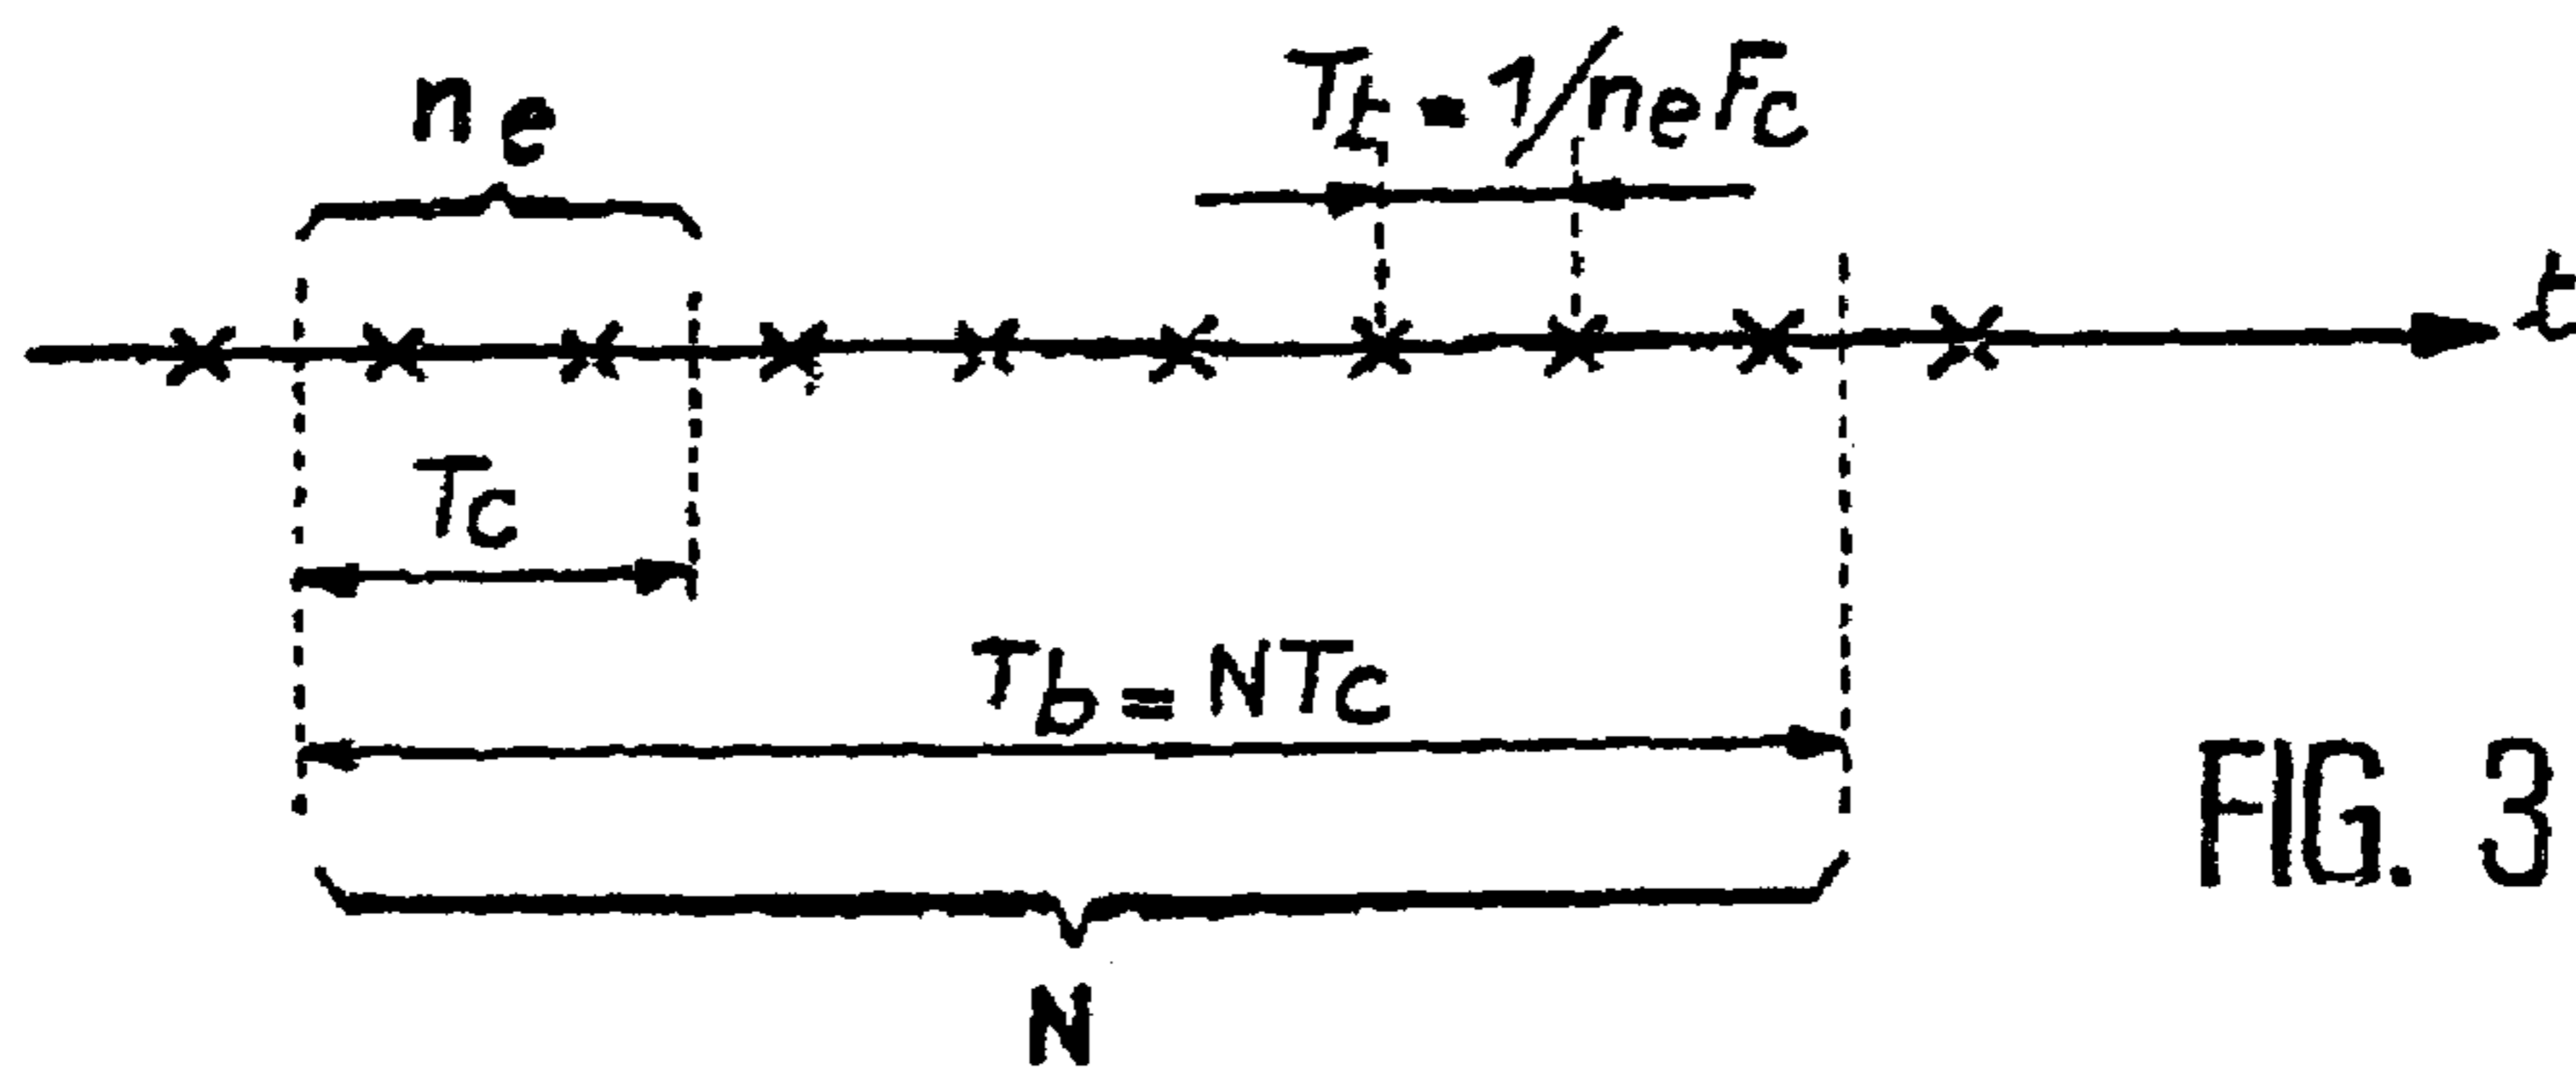 ne
Tt = 1/neFc
t
Tc
Tb = NTc
N
FIG. 3